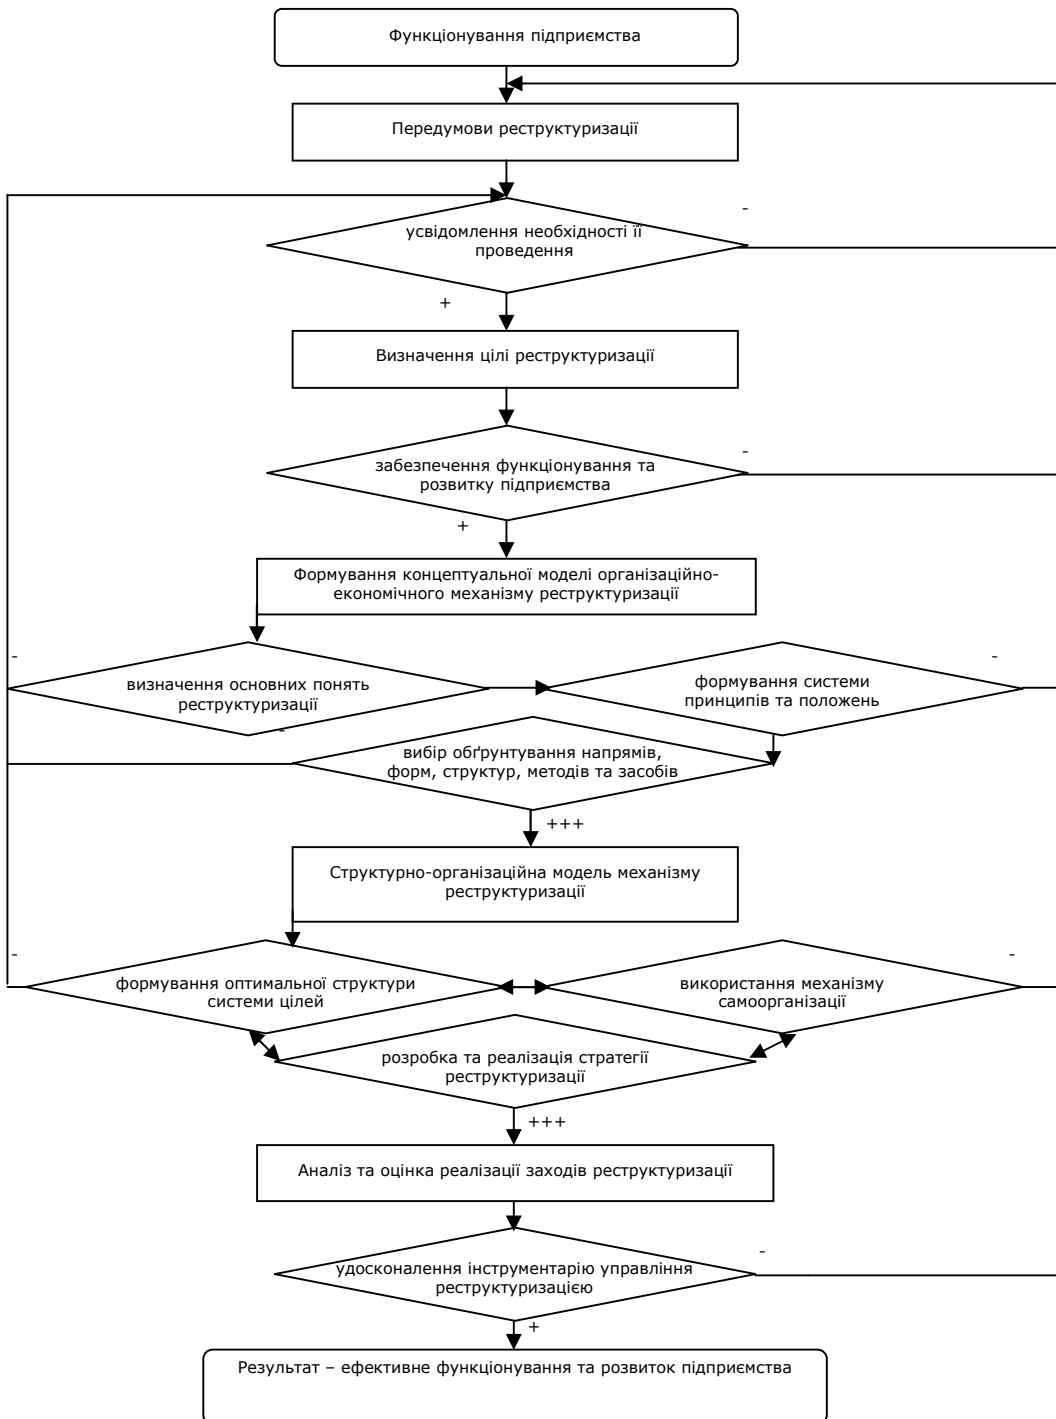 Функціонування підприємства
Передумови реструктуризації
-
усвідомлення необхідності її
проведення
+
Визначення цілі реструктуризації
-
забезпечення функціонування та
розвитку підприємства
+
Формування концептуальної моделі організаційно-
економічного механізму реструктуризації
-
визначення основних понять
реструктуризації
-
формування системи
принципів та положень
-
вибір обґрунтування напрямів,
форм, структур, методів та засобів
+++
Структурно-організаційна модель механізму
реструктуризації
-
формування оптимальної структури
системи цілей
-
використання механізму
самоорганізації
розробка та реалізація стратегії
реструктуризації
+++
Аналіз та оцінка реалізації заходів реструктуризації
-
удосконалення інструментарію управління
реструктуризацією
+
Результат – ефективне функціонування та розвиток підприємства